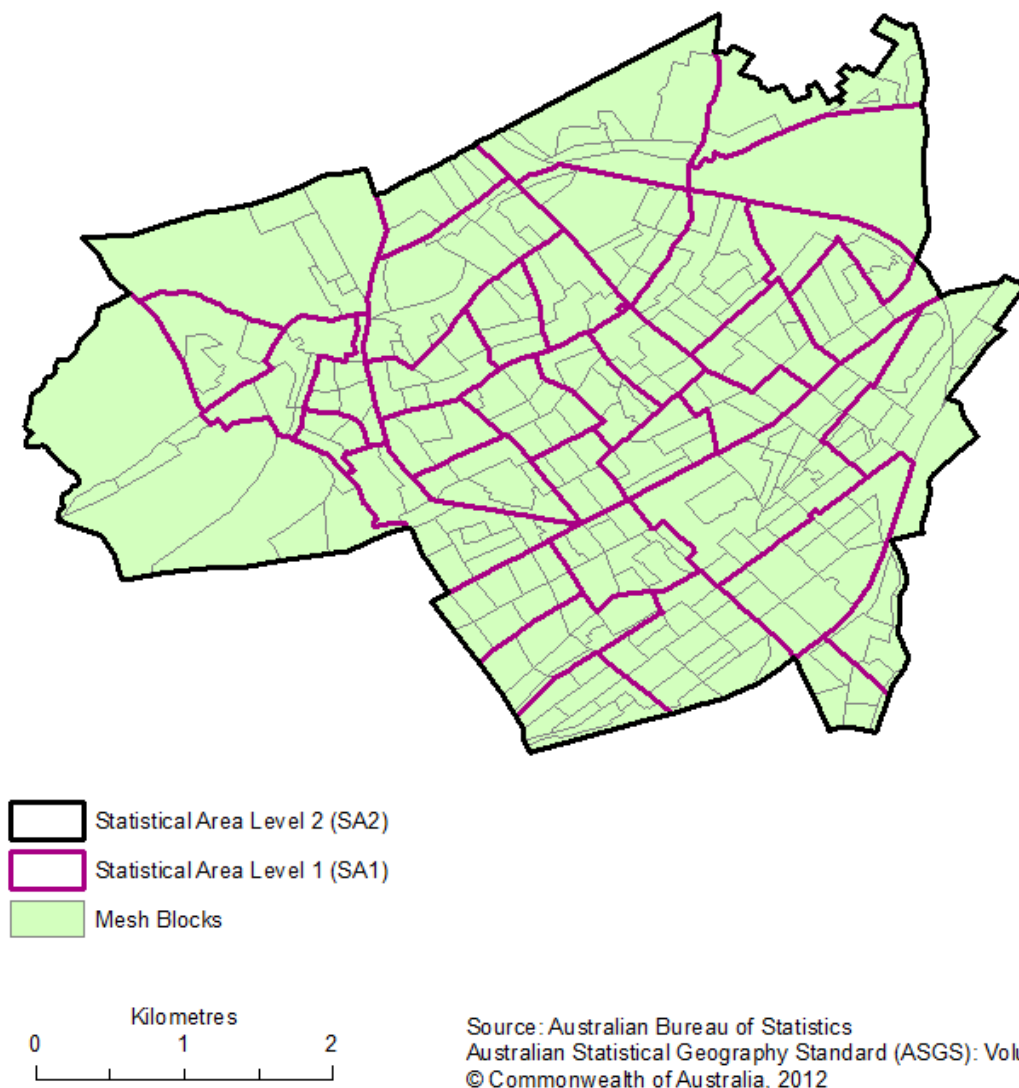 Statistical Area Level 2 (SA2)
Statistical Area Level 1 (SA1)
Mesh Blocks
Kilometres
0 1 2
Source: Australian Bureau of Statistics
Australian Statistical Geography Standard (ASGS): Volu
© Commonwealth of Australia. 2012